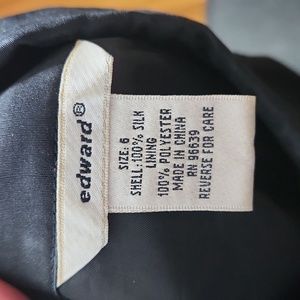 edward®
SIZE: 6
SHELL: 100% SILK
LINING
100% POLYESTER
MADE IN CHINA
RN 96639
REVERSE FOR CARE